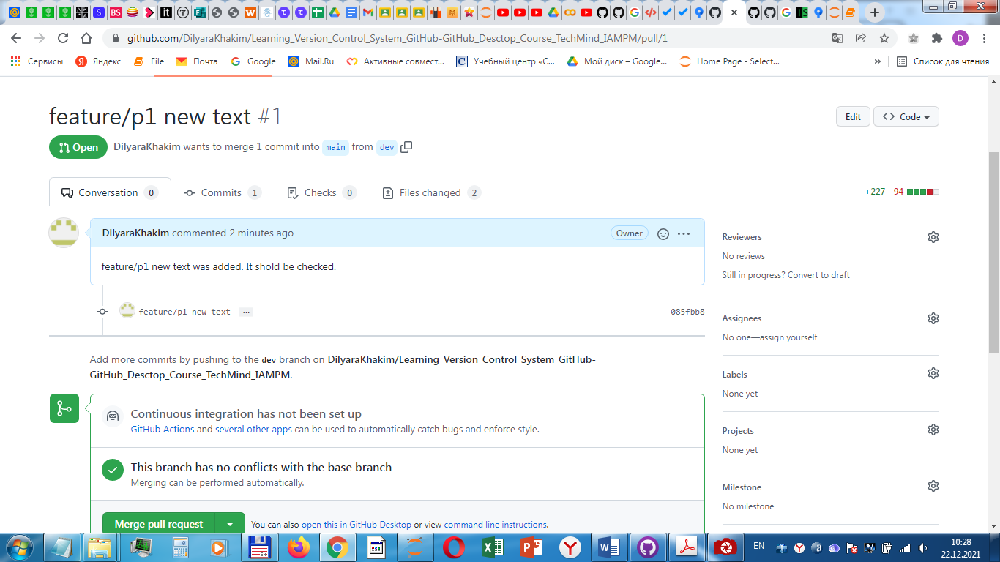 github.com/DilyaraKhakim/Learning_Version_Control_System_GitHub-GitHub_Desctop_Course_TechMind_IAMPM/pull/1
D
Сервисы Яндекс File Почта Google Mail.Ru Активные совмест... Учебный центр «С... Мой диск – Google... Home Page - Select... » Список для чтения
feature/p1 new text #1
Edit
Code
Open
DilyaraKhakim wants to merge 1 commit into main from dev
Conversation 0
Commits 1
Checks 0
Files changed 2
+227 −94
DilyaraKhakim commented 2 minutes ago
Owner
feature/p1 new text was added. It shold be checked.
feature/p1 new text ...
085fbb8
Add more commits by pushing to the dev branch on DilyaraKhakim/Learning_Version_Control_System_GitHub-
GitHub_Desctop_Course_TechMind_IAMPM.
Continuous integration has not been set up
GitHub Actions and several other apps can be used to automatically catch bugs and enforce style.
This branch has no conflicts with the base branch
Merging can be performed automatically.
Merge pull request
You can also open this in GitHub Desktop or view command line instructions.
Reviewers
No reviews
Still in progress? Convert to draft
Assignees
No one—assign yourself
Labels
None yet
Projects
None yet
Milestone
No milestone
EN
10:28
22.12.2021